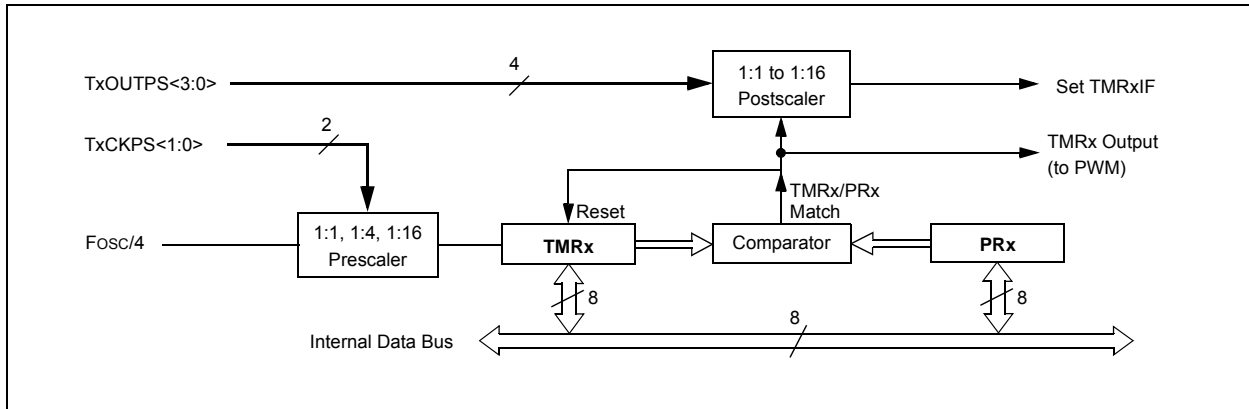 TxOUTPS<3:0>
4
1:1 to 1:16
Postscaler
Set TMRxIF
TxCKPS<1:0>
2
TMRx Output
(to PWM)
TMRx/PRx
Match
Reset
FOSC/4
1:1, 1:4, 1:16
Prescaler
TMRx
Comparator
PRx
8
8
8
Internal Data Bus